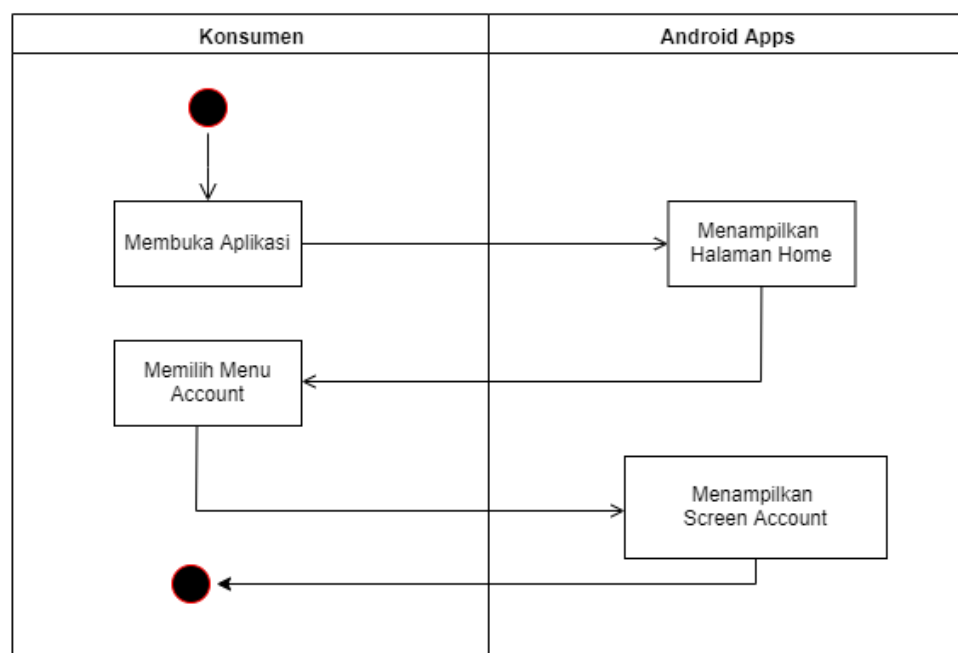 Konsumen
Android Apps
Membuka Aplikasi
Menampilkan
Halaman Home
Memilih Menu
Account
Menampilkan
Screen Account